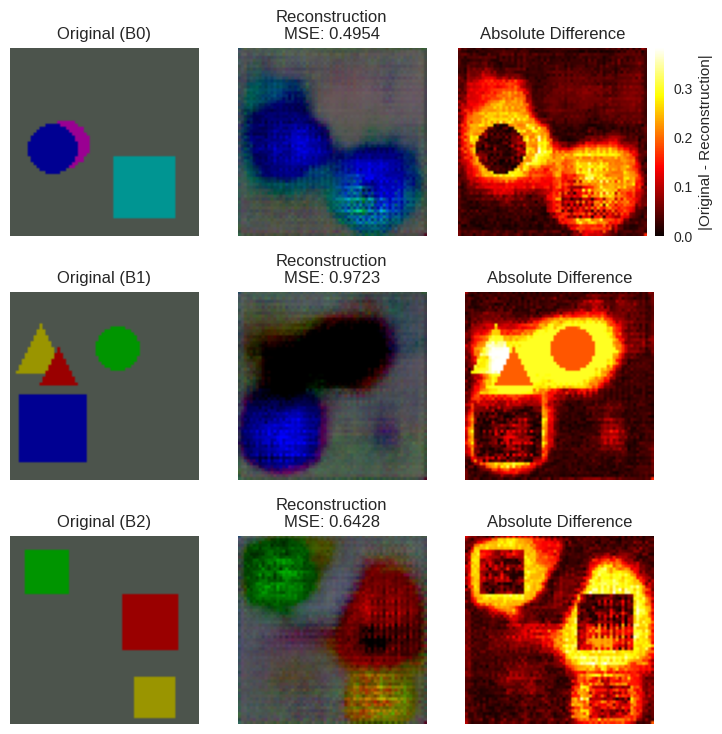 Original (B0)
Reconstruction
MSE: 0.4954
Absolute Difference
0.3
0.2
0.1
0.0
|Original - Reconstruction|
Original (B1)
Reconstruction
MSE: 0.9723
Absolute Difference
Original (B2)
Reconstruction
MSE: 0.6428
Absolute Difference